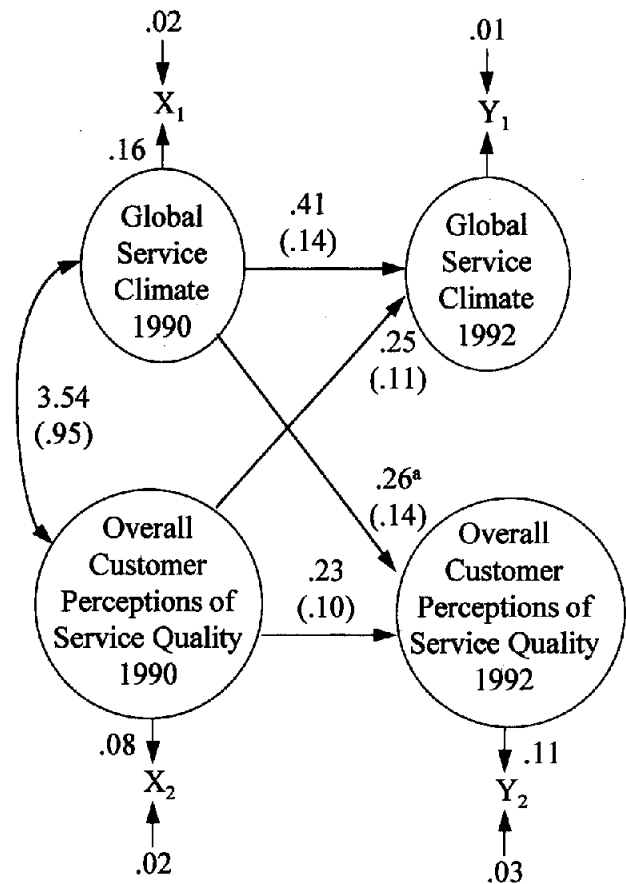 .02
.01
X1
Y1
.16
Global
Service
Climate
1990
.41
(.14)
Global
Service
Climate
1992
.25
(.11)
3.54
(.95)
.26ª
(.14)
Overall
Customer
Perceptions of
Service Quality
1990
.23
(.10)
Overall
Customer
Perceptions of
Service Quality
1992
.08
.11
X2
Y2
.02
.03